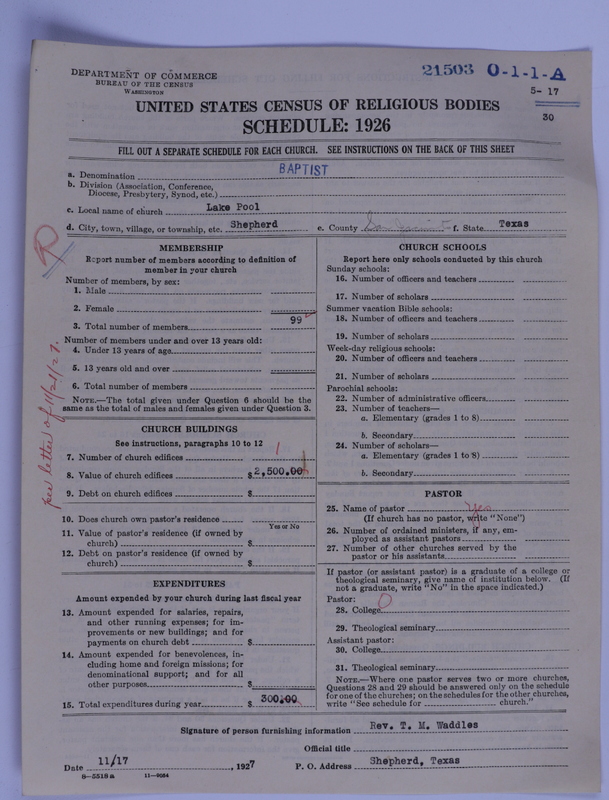 DEPARTMENT OF COMMERCE
BUREAU OF THE CENSUS
WASHINGTON
21503 0-1-1-A
5-17
30
UNITED STATES CENSUS OF RELIGIOUS BODIES
SCHEDULE: 1926
FILL OUT A SEPARATE SCHEDULE FOR EACH CHURCH. SEE INSTRUCTIONS ON THE BACK OF THIS SHEET
a. Denomination BAPTIST
b. Division (Association, Conference,
Diocese, Presbytery, Synod, etc.)
c. Local name of church Lake Pool
d. City, town, village, or township, etc. Shepherd e. County San Jacinto f. State Texas
per letter of 11/21/27.
MEMBERSHIP
Report number of members according to definition of
member in your church
Number of members, by sex:
1. Male
2. Female
3. Total number of members 99
Number of members under and over 13 years old:
4. Under 13 years of age
5. 13 years old and over
6. Total number of members
NOTE.—The total given under Question 6 should be the
same as the total of males and females given under Question 3.
CHURCH BUILDINGS
See instructions, paragraphs 10 to 12
7. Number of church edifices 1
8. Value of church edifices $ 2,500.00
9. Debt on church edifices $
10. Does church own pastor's residence
Yes or No
11. Value of pastor's residence (if owned by
church) $
12. Debt on pastor's residence (if owned by
church) $
EXPENDITURES
Amount expended by your church during last fiscal year
13. Amount expended for salaries, repairs,
and other running expenses; for im-
provements or new buildings; and for
payments on church debt $
14. Amount expended for benevolences, in-
cluding home and foreign missions; for
denominational support; and for all
other purposes $
15. Total expenditures during year $ 300.00
CHURCH SCHOOLS
Report here only schools conducted by this church
Sunday schools:
16. Number of officers and teachers
17. Number of scholars
Summer vacation Bible schools:
18. Number of officers and teachers
19. Number of scholars
Week-day religious schools:
20. Number of officers and teachers
21. Number of scholars
Parochial schools:
22. Number of administrative officers
23. Number of teachers—
a. Elementary (grades 1 to 8)
b. Secondary
24. Number of scholars—
a. Elementary (grades 1 to 8)
b. Secondary
PASTOR
25. Name of pastor Yes
(If church has no pastor, write "None")
26. Number of ordained ministers, if any, em-
ployed as assistant pastors
27. Number of other churches served by the
pastor or his assistants
If pastor (or assistant pastor) is a graduate of a college or
theological seminary, give name of institution below. (If
not a graduate, write "No" in the space indicated.)
Pastor:
28. College 0
29. Theological seminary
Assistant pastor:
30. College
31. Theological seminary
NOTE.—Where one pastor serves two or more churches,
Questions 28 and 29 should be answered only on the schedule
for one of the churches; on the schedules for the other churches,
write "See schedule for church."
Signature of person furnishing information Rev. T. M. Waddles
Official title
Date 11/17, 1927 P. O. Address Shepherd, Texas
8—5518a 11—9084